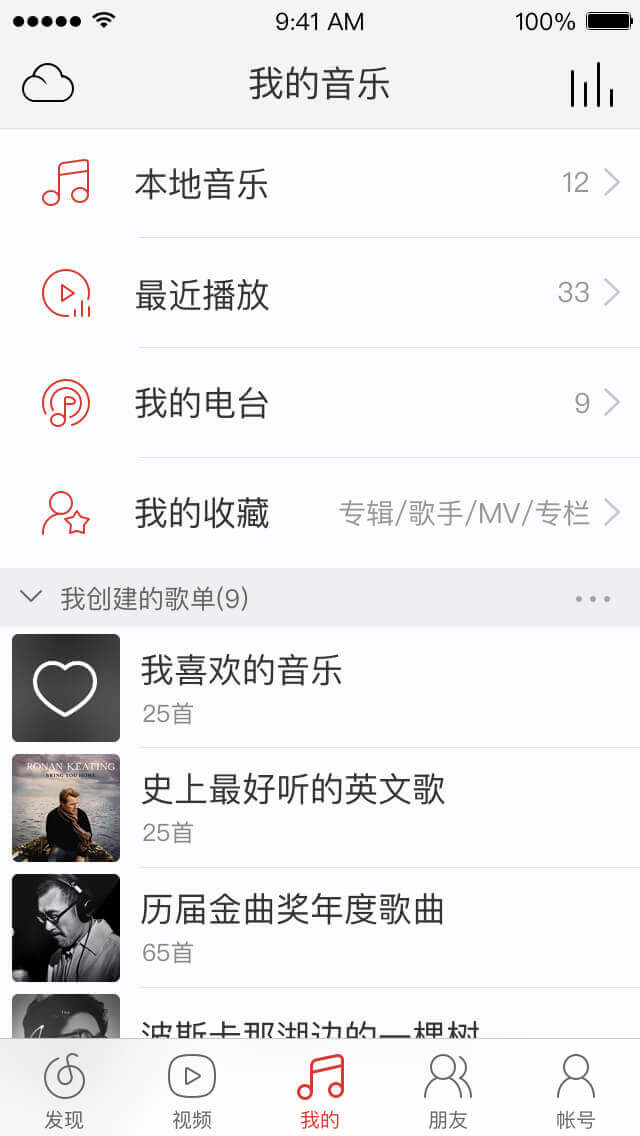 9:41 AM 100%
我的音乐
本地音乐 12
最近播放 33
我的电台 9
我的收藏 专辑/歌手/MV/专栏
我创建的歌单(9)
我喜欢的音乐
25首
RONAN KEATING
BRING YOU HOME
史上最好听的英文歌
25首
历届金曲奖年度歌曲
65首
The
波斯卡那湖边的一棵树
发现 视频 我的 朋友 帐号